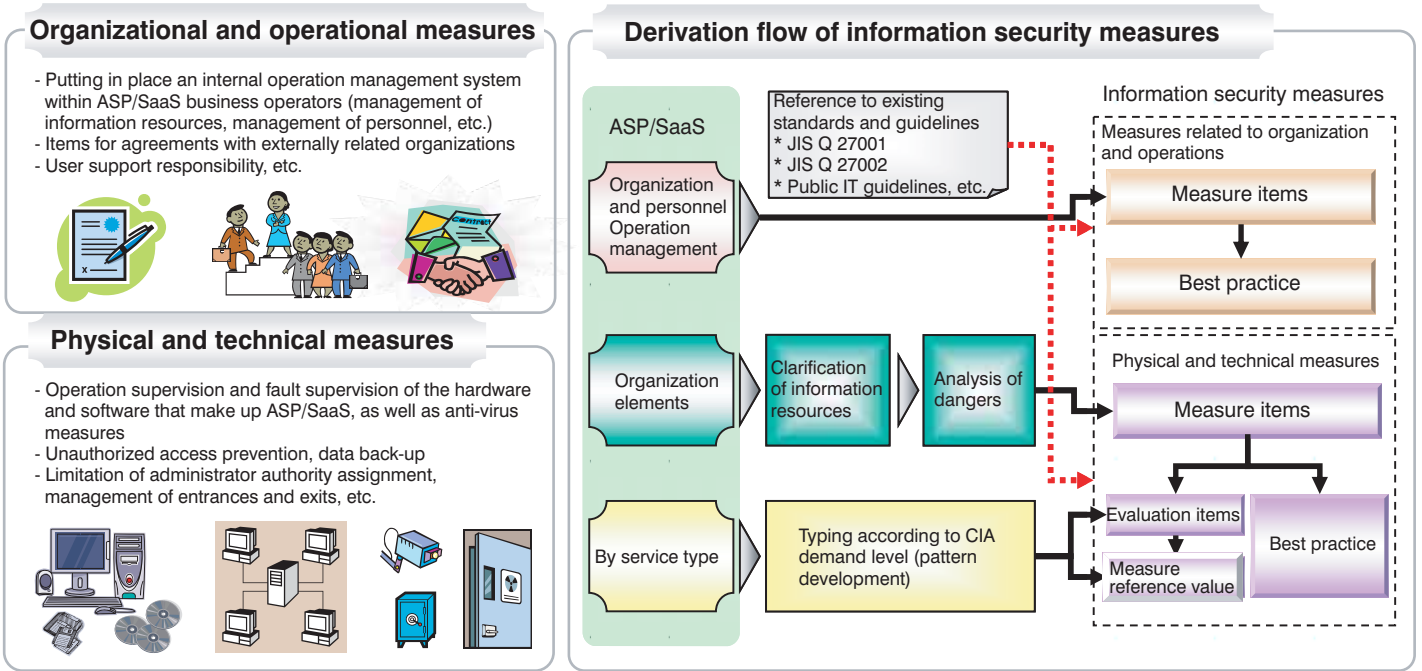 Organizational and operational measures
- Putting in place an internal operation management system
within ASP/SaaS business operators (management of
information resources, management of personnel, etc.)
- Items for agreements with externally related organizations
- User support responsibility, etc.
Contract
Physical and technical measures
- Operation supervision and fault supervision of the hardware
and software that make up ASP/SaaS, as well as anti-virus
measures
- Unauthorized access prevention, data back-up
- Limitation of administrator authority assignment,
management of entrances and exits, etc.
Derivation flow of information security measures
ASP/SaaS
Reference to existing
standards and guidelines
* JIS Q 27001
* JIS Q 27002
* Public IT guidelines, etc.
Information security measures
Measures related to organization
and operations
Organization
and personnel
Operation
management
Measure items
Best practice
Organization
elements
Clarification
of information
resources
Analysis of
dangers
Physical and technical measures
Measure items
By service type
Typing according to CIA
demand level (pattern
development)
Evaluation items
Measure
reference value
Best practice